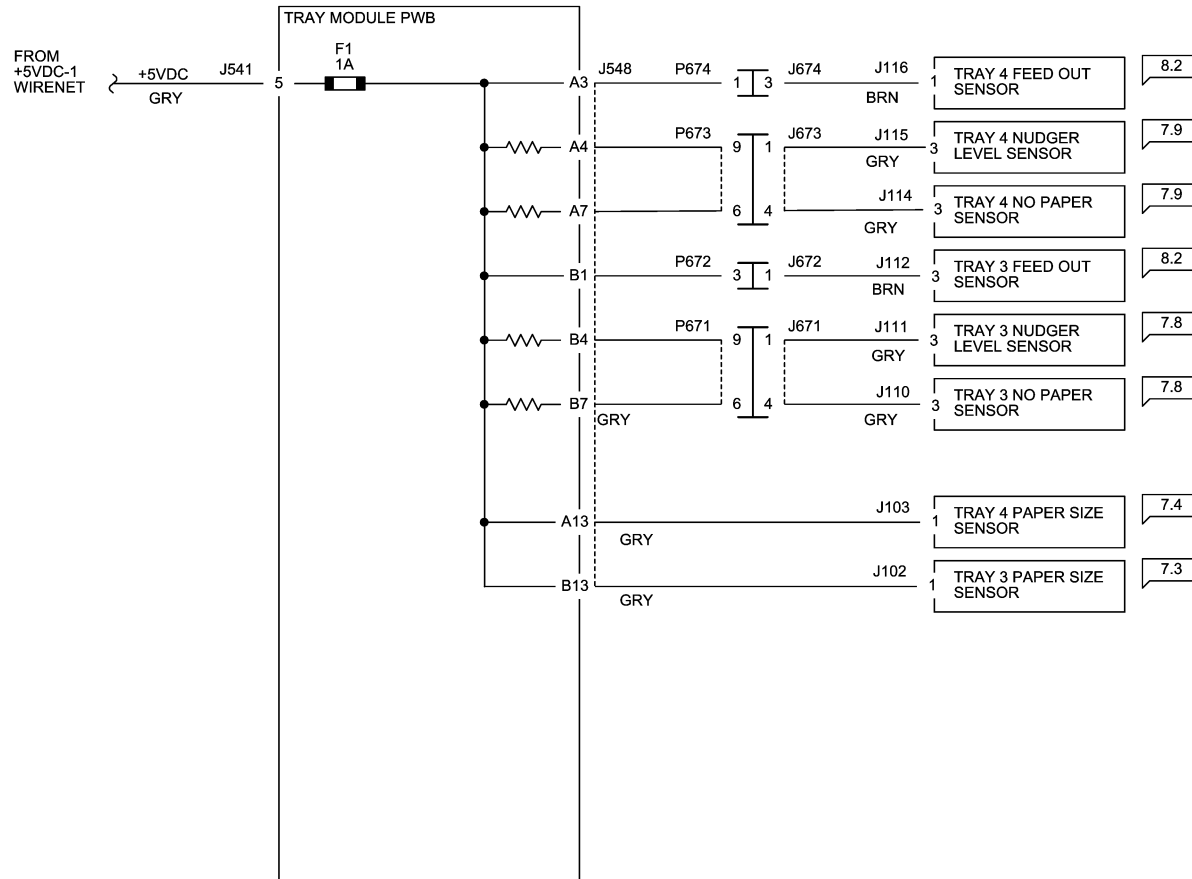 TRAY MODULE PWB
FROM
+5VDC-1
WIRENET
+5VDC
GRY
J541
5
F1
1A
A3
J548
P674
1 3
J674
J116
BRN
1
TRAY 4 FEED OUT
SENSOR
8.2
A4
P673
9 1
J673
J115
GRY
3
TRAY 4 NUDGER
LEVEL SENSOR
7.9
A7
6 4
J114
GRY
3
TRAY 4 NO PAPER
SENSOR
7.9
B1
P672
3 1
J672
J112
BRN
3
TRAY 3 FEED OUT
SENSOR
8.2
B4
P671
9 1
J671
J111
GRY
3
TRAY 3 NUDGER
LEVEL SENSOR
7.8
B7
GRY
6 4
J110
GRY
3
TRAY 3 NO PAPER
SENSOR
7.8
A13
GRY
J103
1
TRAY 4 PAPER SIZE
SENSOR
7.4
B13
GRY
J102
1
TRAY 3 PAPER SIZE
SENSOR
7.3